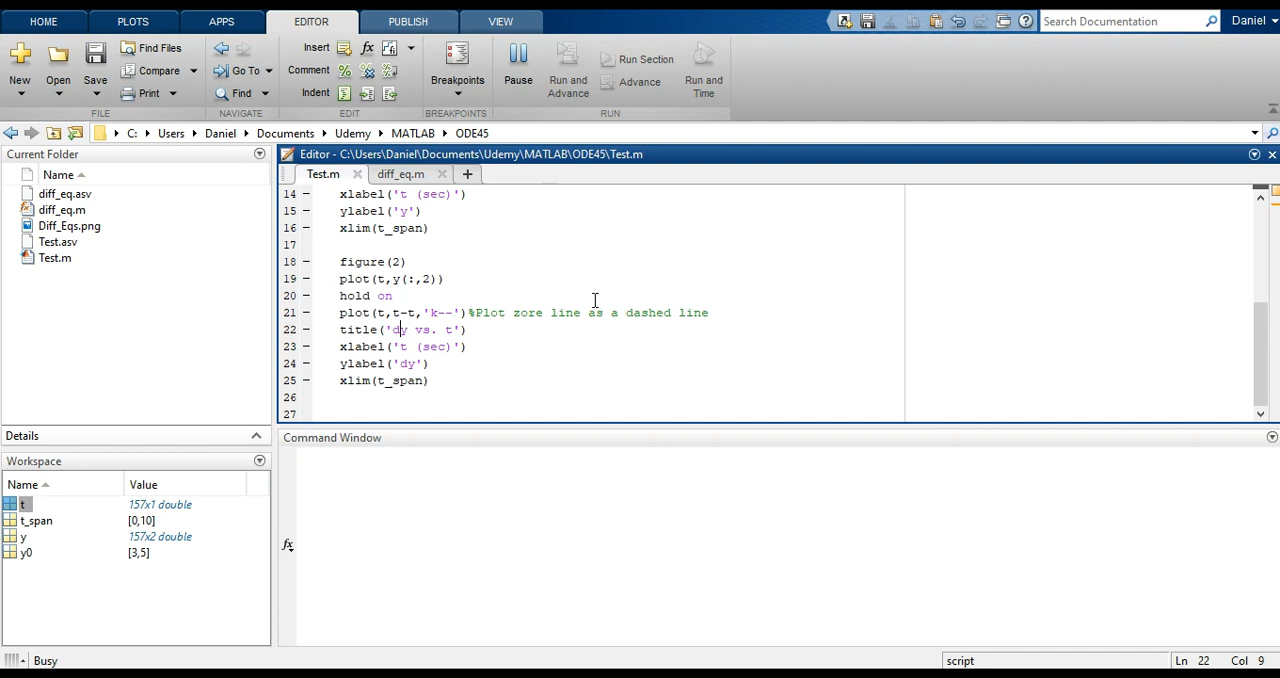 HOME PLOTS APPS EDITOR PUBLISH VIEW Search Documentation Daniel
New Open Save Find Files Compare Print Go To Find Insert fx Comment Indent Breakpoints Pause Run and Advance Run Section Advance Run and Time
FILE NAVIGATE EDIT BREAKPOINTS RUN
C: Users Daniel Documents Udemy MATLAB ODE45
Current Folder
Name
diff_eq.asv
diff_eq.m
Diff_Eqs.png
Test.asv
Test.m
Details
Workspace
Name Value
t 157x1 double
t_span [0,10]
y 157x2 double
y0 [3,5]
Editor - C:\Users\Daniel\Documents\Udemy\MATLAB\ODE45\Test.m
Test.m diff_eq.m +
14 – xlabel('t (sec)')
15 – ylabel('y')
16 – xlim(t_span)
17
18 – figure(2)
19 – plot(t,y(:,2))
20 – hold on
21 – plot(t,t-t,'k--')%Plot zore line as a dashed line
22 – title('dy vs. t')
23 – xlabel('t (sec)')
24 – ylabel('dy')
25 – xlim(t_span)
26
27
Command Window
fx
Busy script Ln 22 Col 9